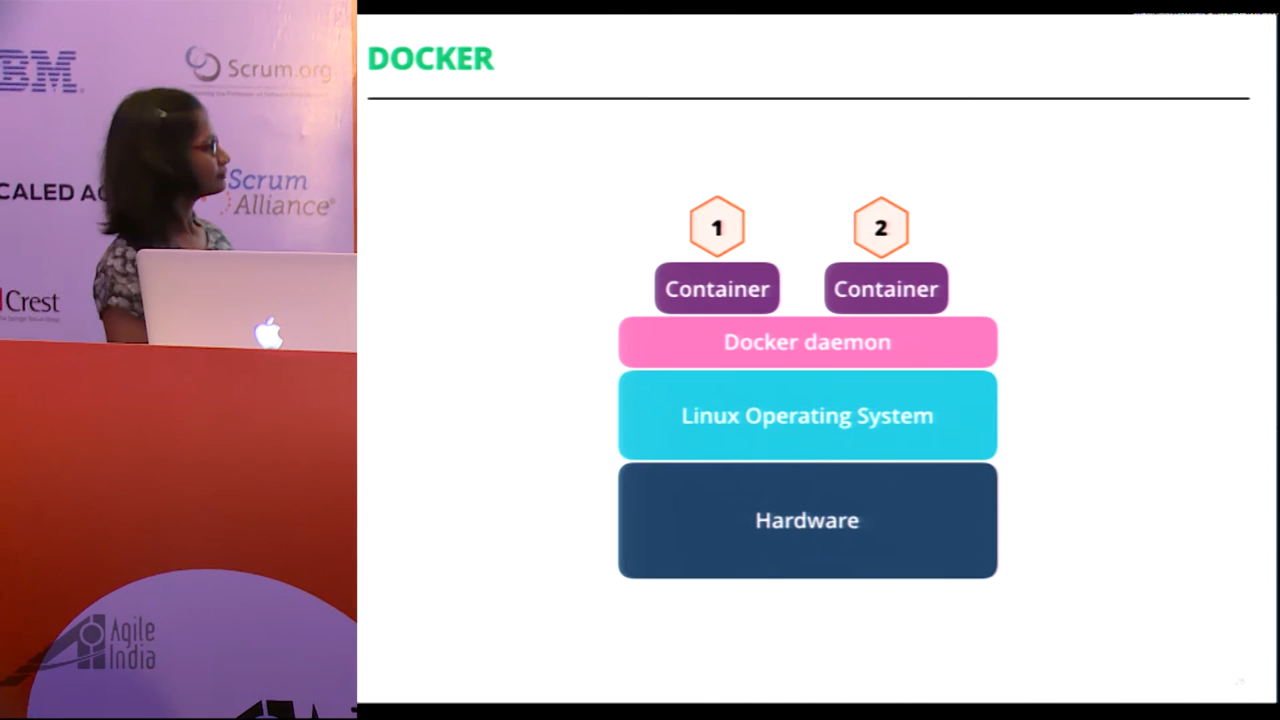 DOCKER
1
2
Container
Container
Docker daemon
Linux Operating System
Hardware
IBM
Scrum.org
Scrum
Alliance
Crest
Agile
India